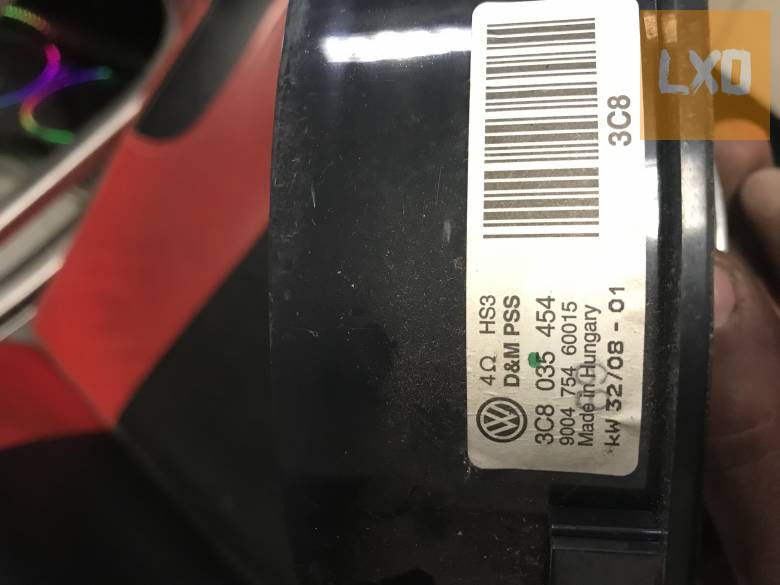 LXO
3C8
4Ω HS3
D&M PSS
3C8 035 454
9004 754 60015
Made in Hungary
KW 32/08-01